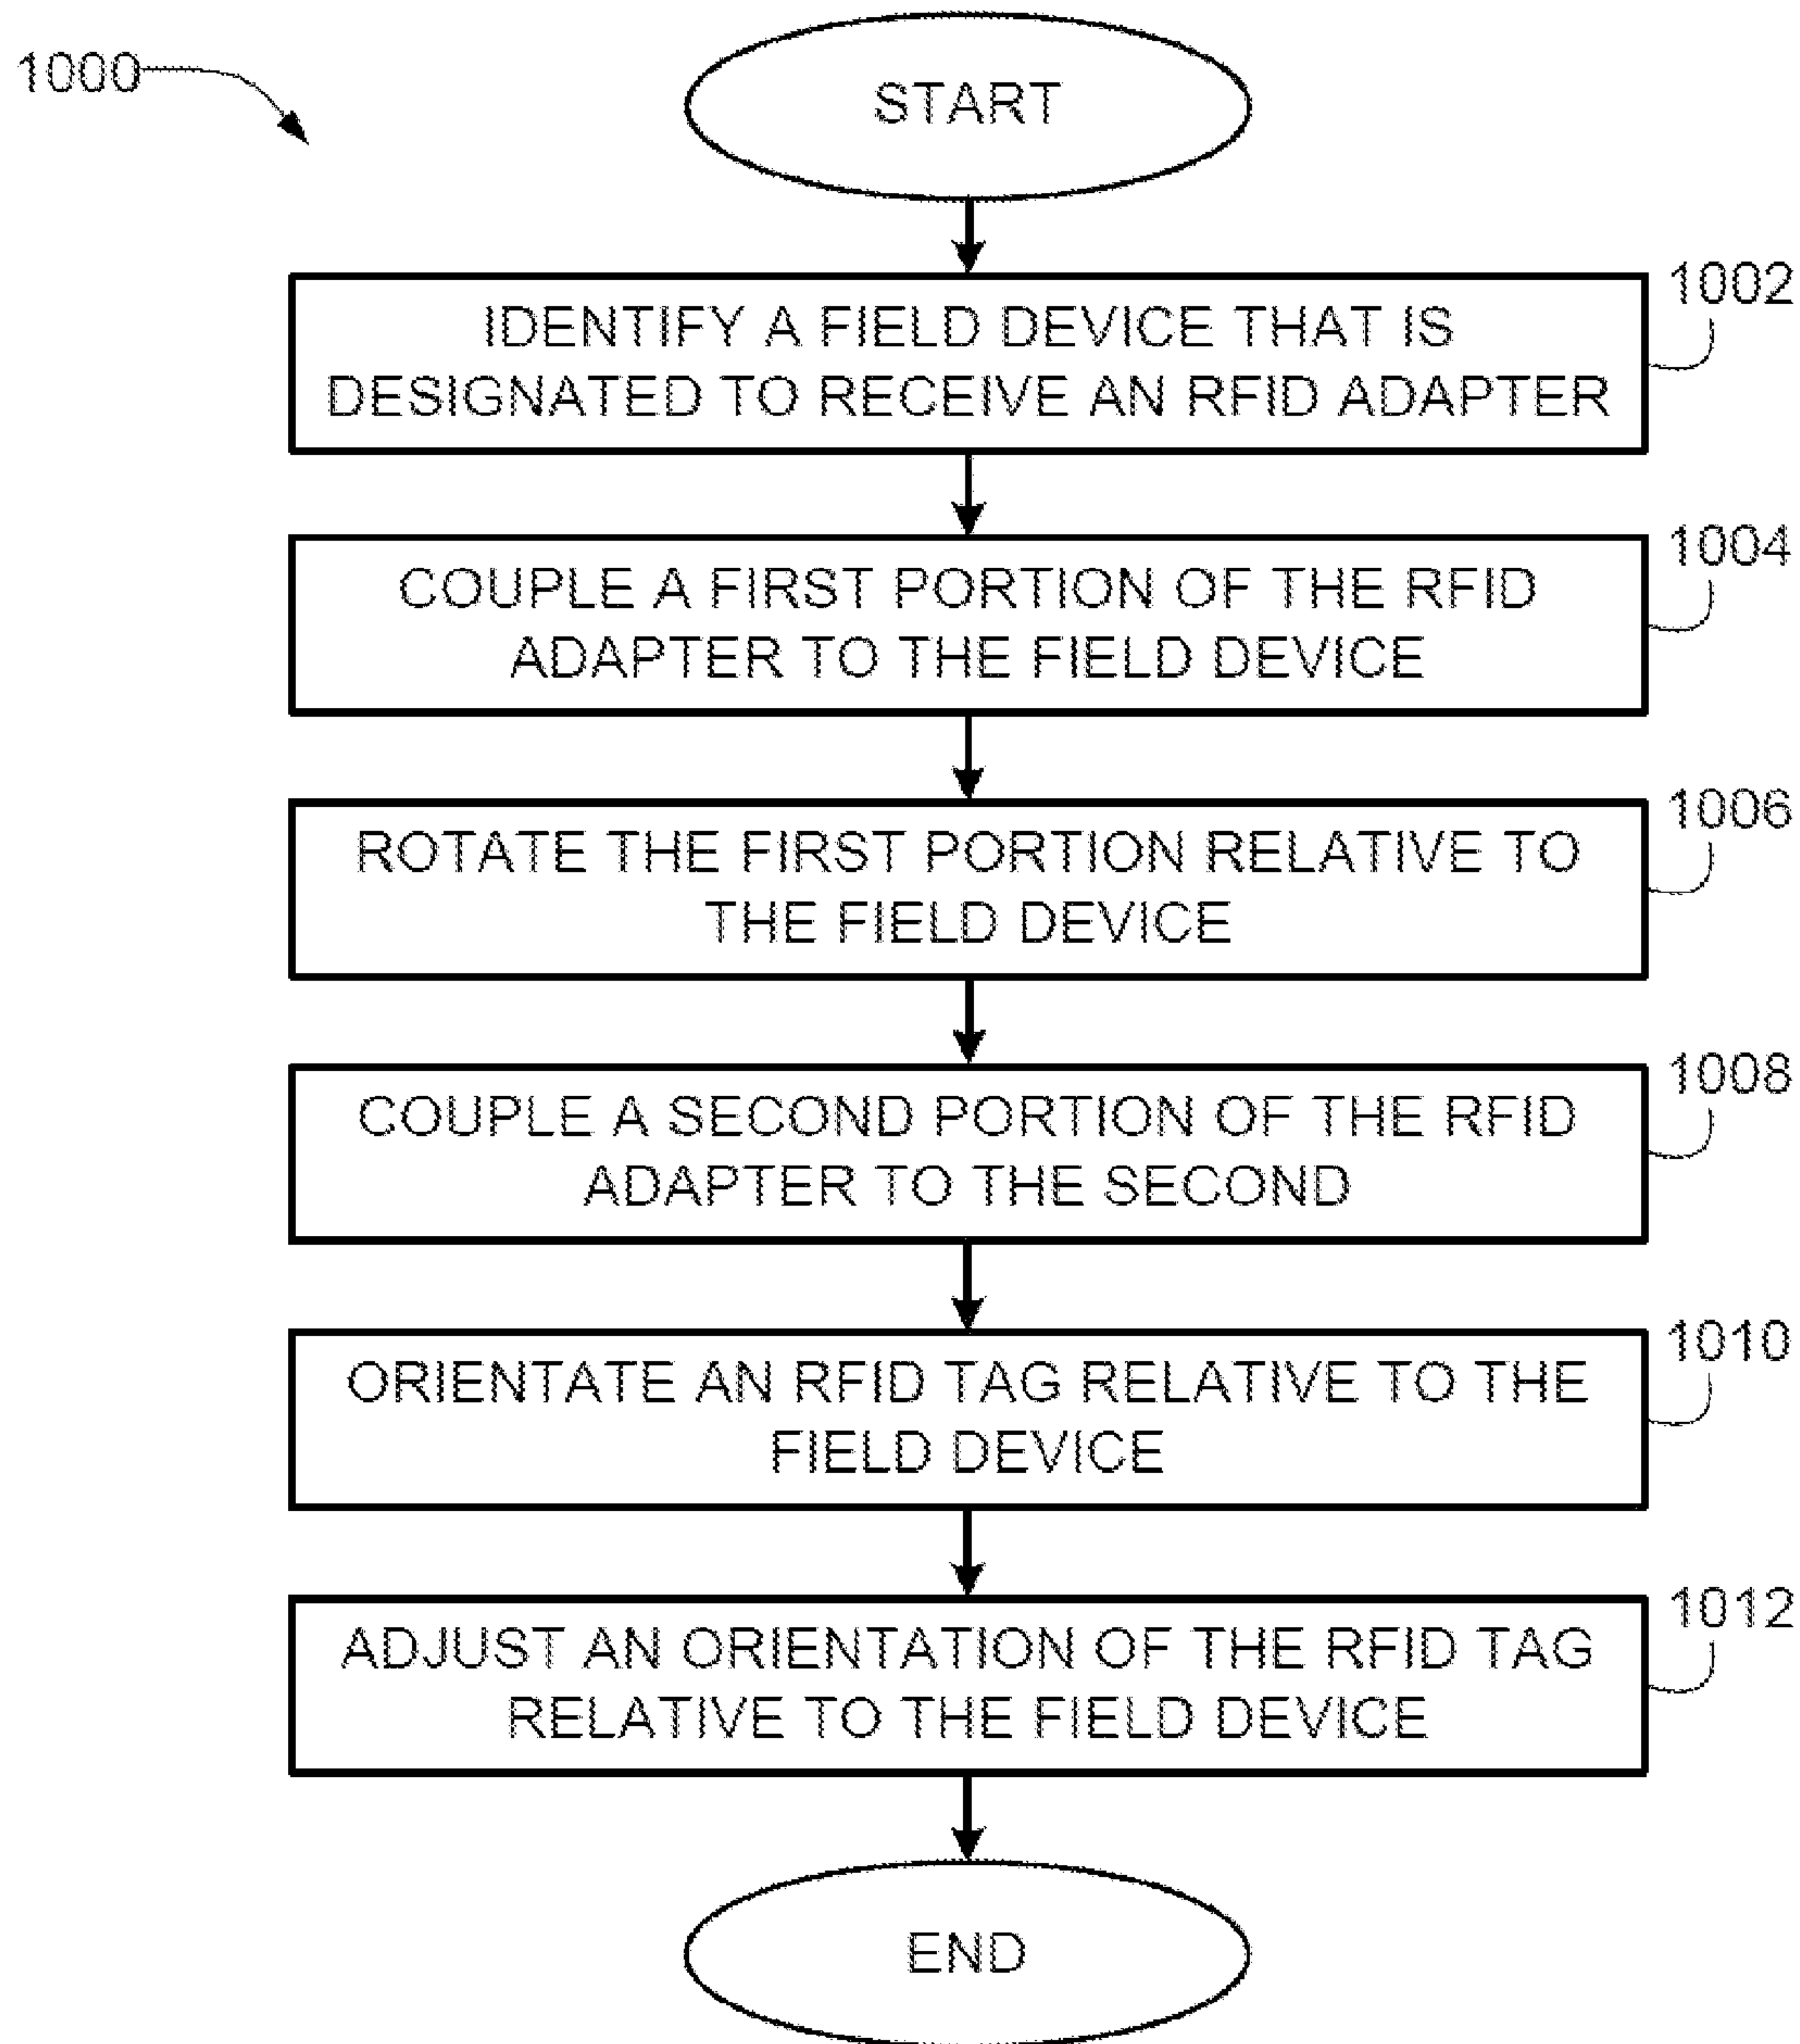 1000
START
1002
IDENTIFY A FIELD DEVICE THAT IS
DESIGNATED TO RECEIVE AN RFID ADAPTER
1004
COUPLE A FIRST PORTION OF THE RFID
ADAPTER TO THE FIELD DEVICE
1006
ROTATE THE FIRST PORTION RELATIVE TO
THE FIELD DEVICE
1008
COUPLE A SECOND PORTION OF THE RFID
ADAPTER TO THE SECOND
1010
ORIENTATE AN RFID TAG RELATIVE TO THE
FIELD DEVICE
1012
ADJUST AN ORIENTATION OF THE RFID TAG
RELATIVE TO THE FIELD DEVICE
END